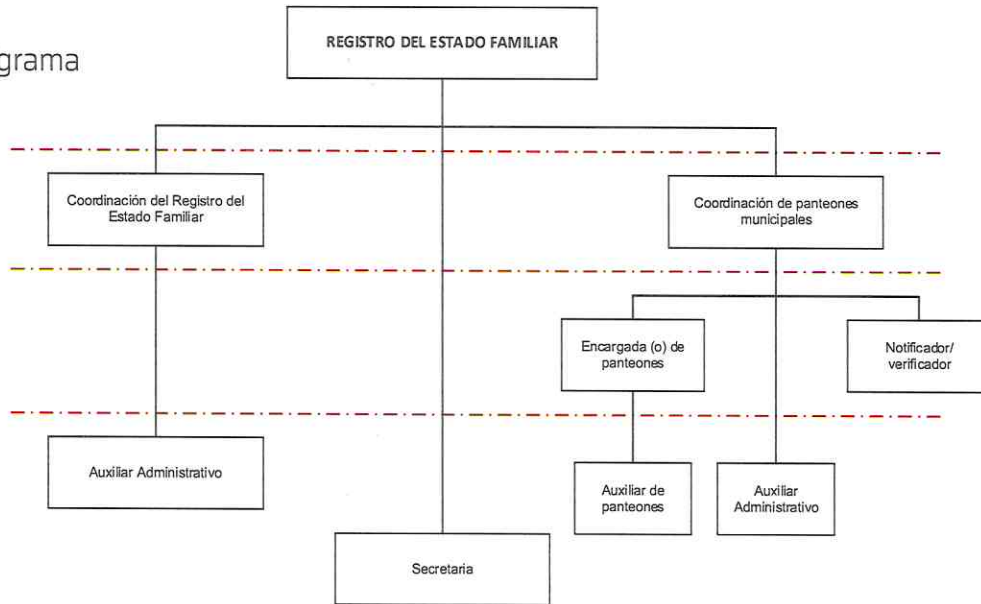 grama
REGISTRO DEL ESTADO FAMILIAR
Coordinación del Registro del
Estado Familiar
Coordinación de panteones
municipales
Encargada (o) de
panteones
Notificador/
verificador
Auxiliar Administrativo
Auxiliar de
panteones
Auxiliar
Administrativo
Secretaria